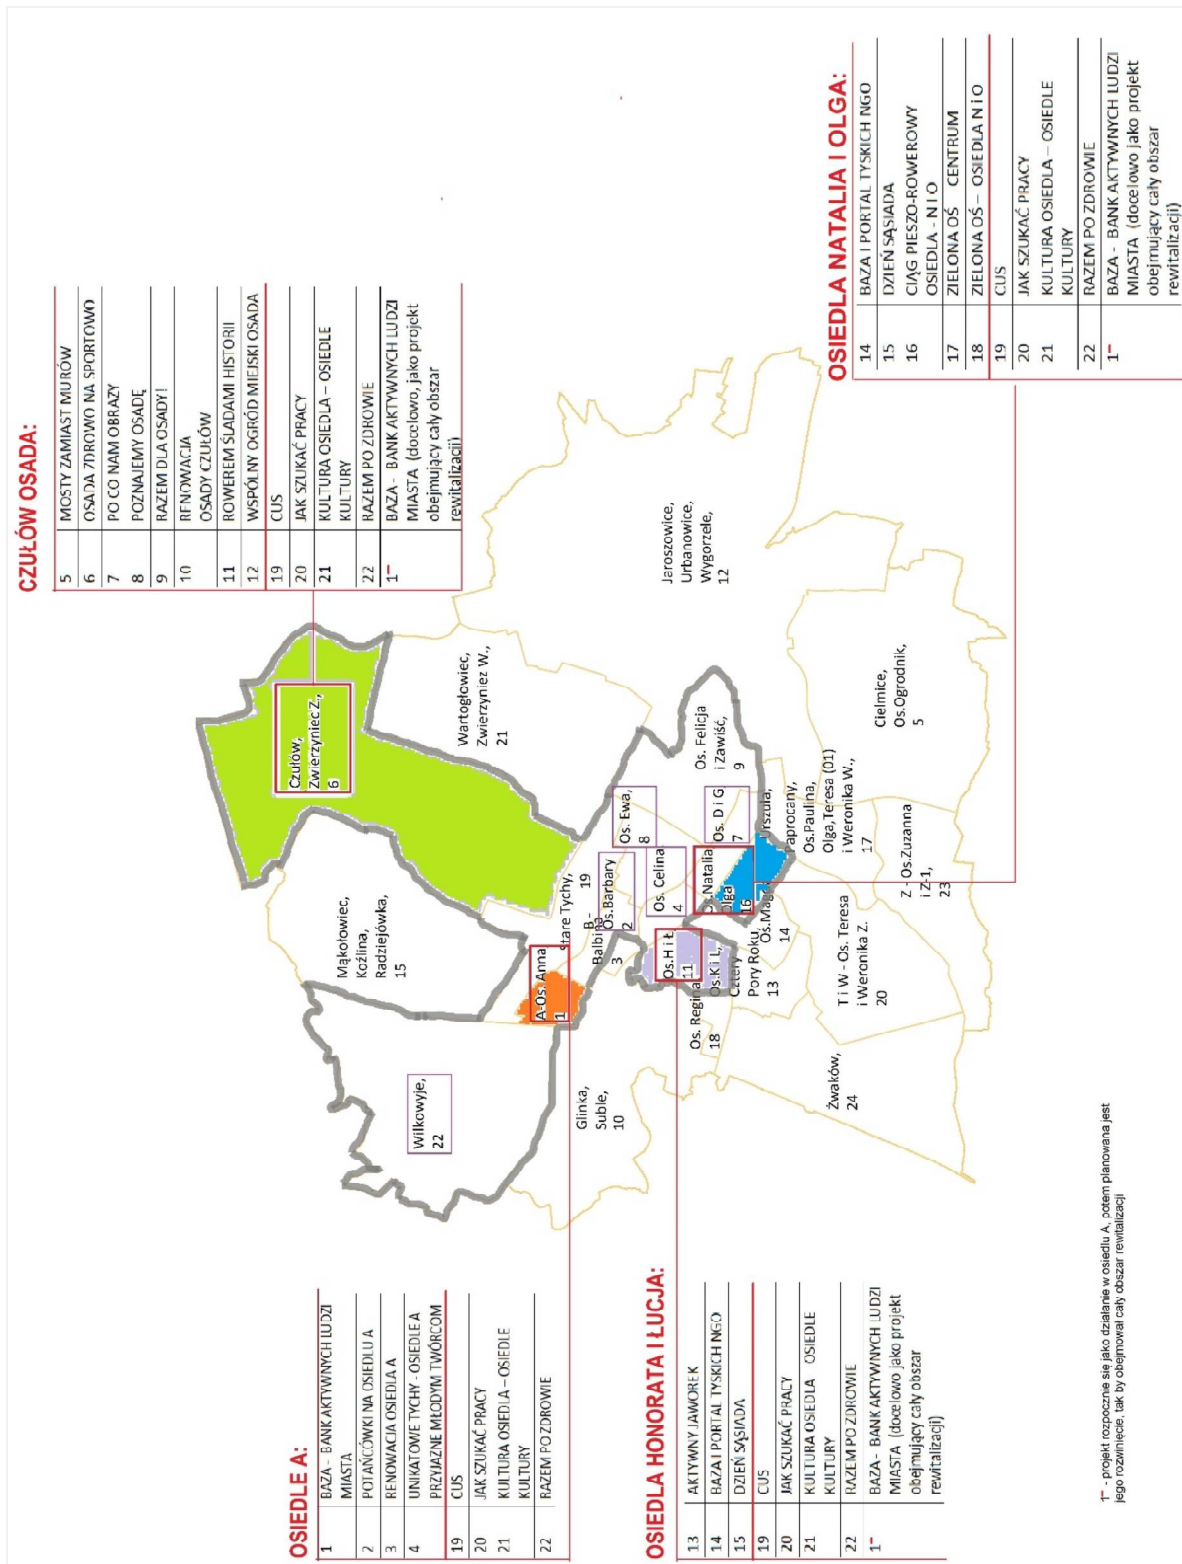 CZUŁÓW OSADA:
5 MOSTY ZAMIAST MURÓW
6 OSADA ZDROWO NA SPORTOWO
7 PO CO NAM OBRAZY
8 POZNAJEMY OSADĘ
9 RAZEM DLA OSADY!
10 RENOWACJA
OSADY CZUŁÓW
11 ROWEREM ŚLADAMI HISTORII
12 WSPÓLNY OGRÓD MIEJSKI OSADA
19 CUS
20 JAK SZUKAĆ PRACY
21 KULTURA OSIEDLA – OSIEDLE
KULTURY
22 RAZEM PO ZDROWIE
1– BAZA - BANK AKTYWNYCH LUDZI
MIASTA (docelowo, jako projekt
obejmujący cały obszar
rewitalizacji)
OSIEDLA NATALIA I OLGA:
14 BAZA I PORTAL TYSKICH NGO
15 DZIEŃ SĄSIADA
16 CIĄG PIESZO-ROWEROWY
OSIEDLA - N I O
17 ZIELONA OŚ CENTRUM
18 ZIELONA OŚ – OSIEDLA N i O
19 CUS
20 JAK SZUKAĆ PRACY
21 KULTURA OSIEDLA – OSIEDLE
KULTURY
22 RAZEM PO ZDROWIE
1– BAZA - BANK AKTYWNYCH LUDZI
MIASTA (docelowo jako projekt
obejmujący cały obszar
rewitalizacji)
Czułów,
Zwierzyniec Z.,
6
Wartogłowiec,
Zwierzyniez W.,
21
Jaroszowice,
Urbanowice,
Wygorzele,
12
Mąkołowiec,
Koźlina,
Radziejówka,
15
Wilkowyje,
22
A-Os. Anna
1
Stare Tychy,
19
B-
Balbina
3
Os.Barbary
2
Os. Ewa,
8
Os. Celina,
4
Os. D i G
7
Os. Felicja
i Zawiść,
9
Os.Natalia
Olga,
16
Urszula,
Os.H i Ł
11
Os.K i L,
Cztery
Pory Roku,
13
Os.Magd
14
Os. Regina
18
Glinka,
Suble,
10
Paprocany,
Os.Paulina,
Olga,Teresa (01)
i Weronika W.,
17
Cielmice,
Os.Ogrodnik,
5
Z - Os.Zuzanna
i Z-1,
23
T i W - Os. Teresa
i Weronika Z.
20
Żwaków,
24
OSIEDLE A:
1 BAZA - BANK AKTYWNYCH LUDZI
MIASTA
2 POTAŃCÓWKI NA OSIEDLU A
3 RENOWACJA OSIEDLA A
4 UNIKATOWE TYCHY - OSIEDLE A
PRZYJAZNE MŁODYM TWÓRCOM
19 CUS
20 JAK SZUKAĆ PRACY
21 KULTURA OSIEDLA – OSIEDLE
KULTURY
22 RAZEM PO ZDROWIE
OSIEDLA HONORATA I ŁUCJA:
13 AKTYWNY JAWOREK
14 BAZA I PORTAL TYSKICH NGO
15 DZIEŃ SĄSIADA
19 CUS
20 JAK SZUKAĆ PRACY
21 KULTURA OSIEDLA OSIEDLE
KULTURY
22 RAZEM PO ZDROWIE
1– BAZA - BANK AKTYWNYCH LUDZI
MIASTA (docelowo jako projekt
obejmujący cały obszar
rewitalizacji)
1– - projekt rozpocznie się jako działanie w osiedlu A, potem planowana jest
jego rozwinięcie, tak by obejmował cały obszar rewitalizacji